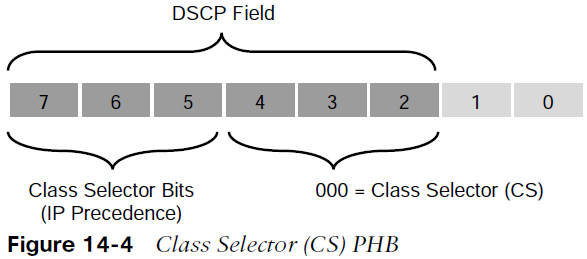 DSCP Field
7 6 5 4 3 2 1 0
Class Selector Bits
(IP Precedence)
000 = Class Selector (CS)
Figure 14-4 Class Selector (CS) PHB